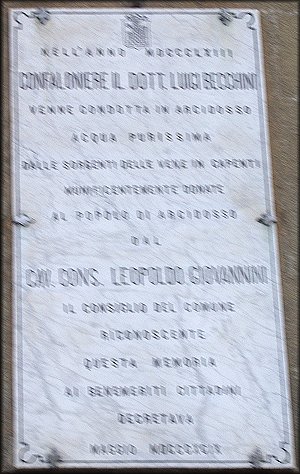 NELL'ANNO MDCCCLXIII
CONFALONIERE IL DOTT. LUIGI BECCHINI
VENNE CONDOTTA IN ARCIDOSSO
ACQUA PURISSIMA
DALLE SORGENTI DELLE VENE IN CAPENTI
MUNIFICENTEMENTE DONATE
AL POPOLO DI ARCIDOSSO
DAL
CAV. CONS. LEOPOLDO GIOVANNINI
IL CONSIGLIO DEL COMUNE
RICONOSCENTE
QUESTA MEMORIA
AI BENEMERITI CITTADINI
DECRETAVA
MAGGIO MDCCCXCIX